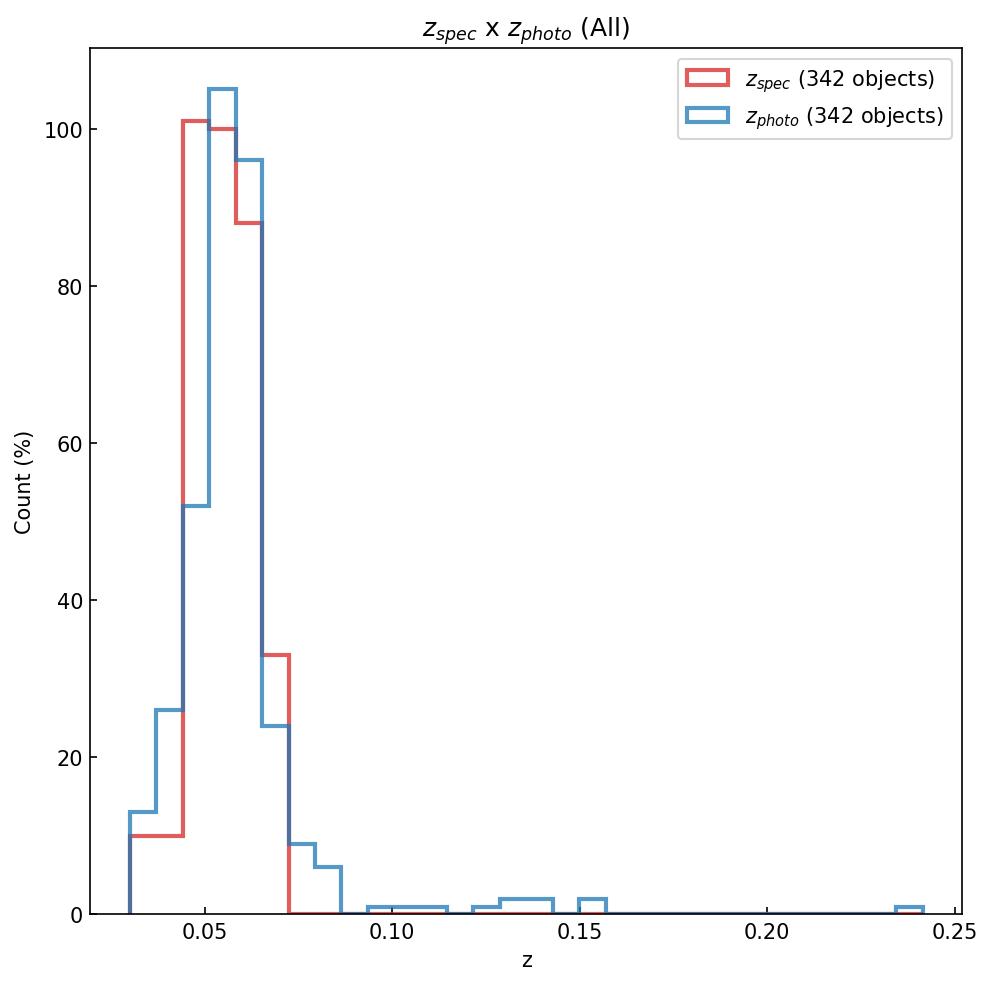 z_spec x z_photo (All)
z_spec (342 objects)
z_photo (342 objects)
Count (%)
100
80
60
40
20
0
0.05 0.10 0.15 0.20 0.25
z